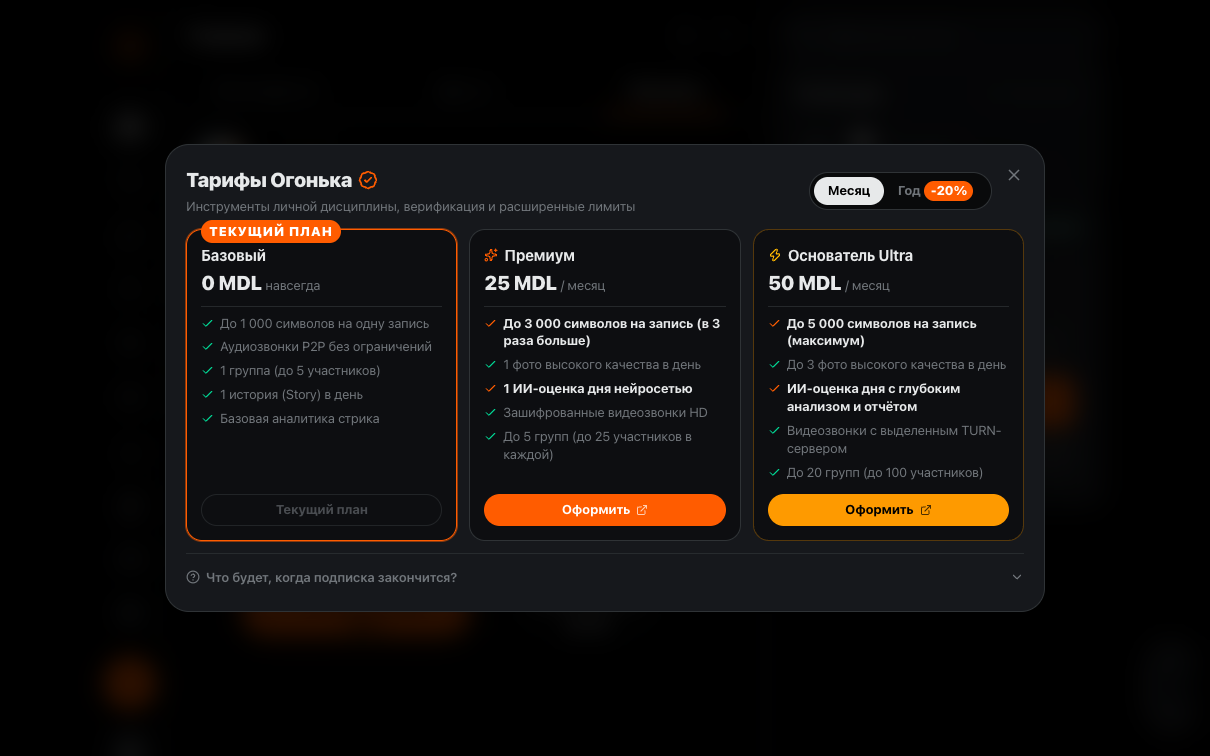 Тарифы Огонька
Инструменты личной дисциплины, верификация и расширенные лимиты
Месяц
Год -20%
ТЕКУЩИЙ ПЛАН
Базовый
0 MDL навсегда
До 1 000 символов на одну запись
Аудиозвонки P2P без ограничений
1 группа (до 5 участников)
1 история (Story) в день
Базовая аналитика стрика
Текущий план
Премиум
25 MDL / месяц
До 3 000 символов на запись (в 3
раза больше)
1 фото высокого качества в день
1 ИИ-оценка дня нейросетью
Зашифрованные видеозвонки HD
До 5 групп (до 25 участников в
каждой)
Оформить
Основатель Ultra
50 MDL / месяц
До 5 000 символов на запись
(максимум)
До 3 фото высокого качества в день
ИИ-оценка дня с глубоким
анализом и отчётом
Видеозвонки с выделенным TURN-
сервером
До 20 групп (до 100 участников)
Оформить
Что будет, когда подписка закончится?